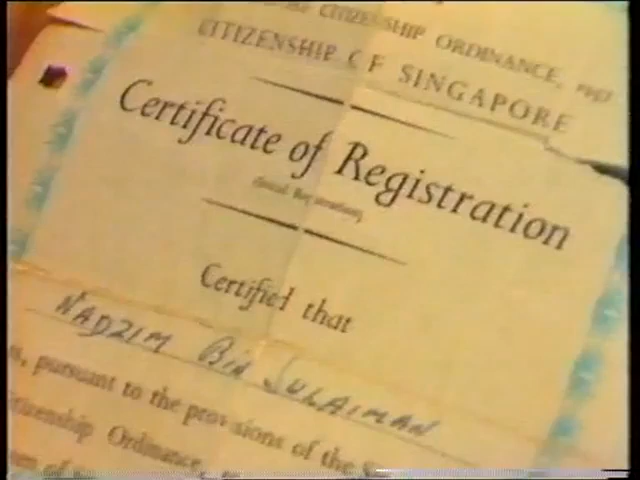 CITIZENSHIP ORDINANCE, 1957
CITIZENSHIP OF SINGAPORE
Certificate of Registration
Certified that
NADZIM Bin SULAIMAN
pursuant to the provisions of the
Ordinance,